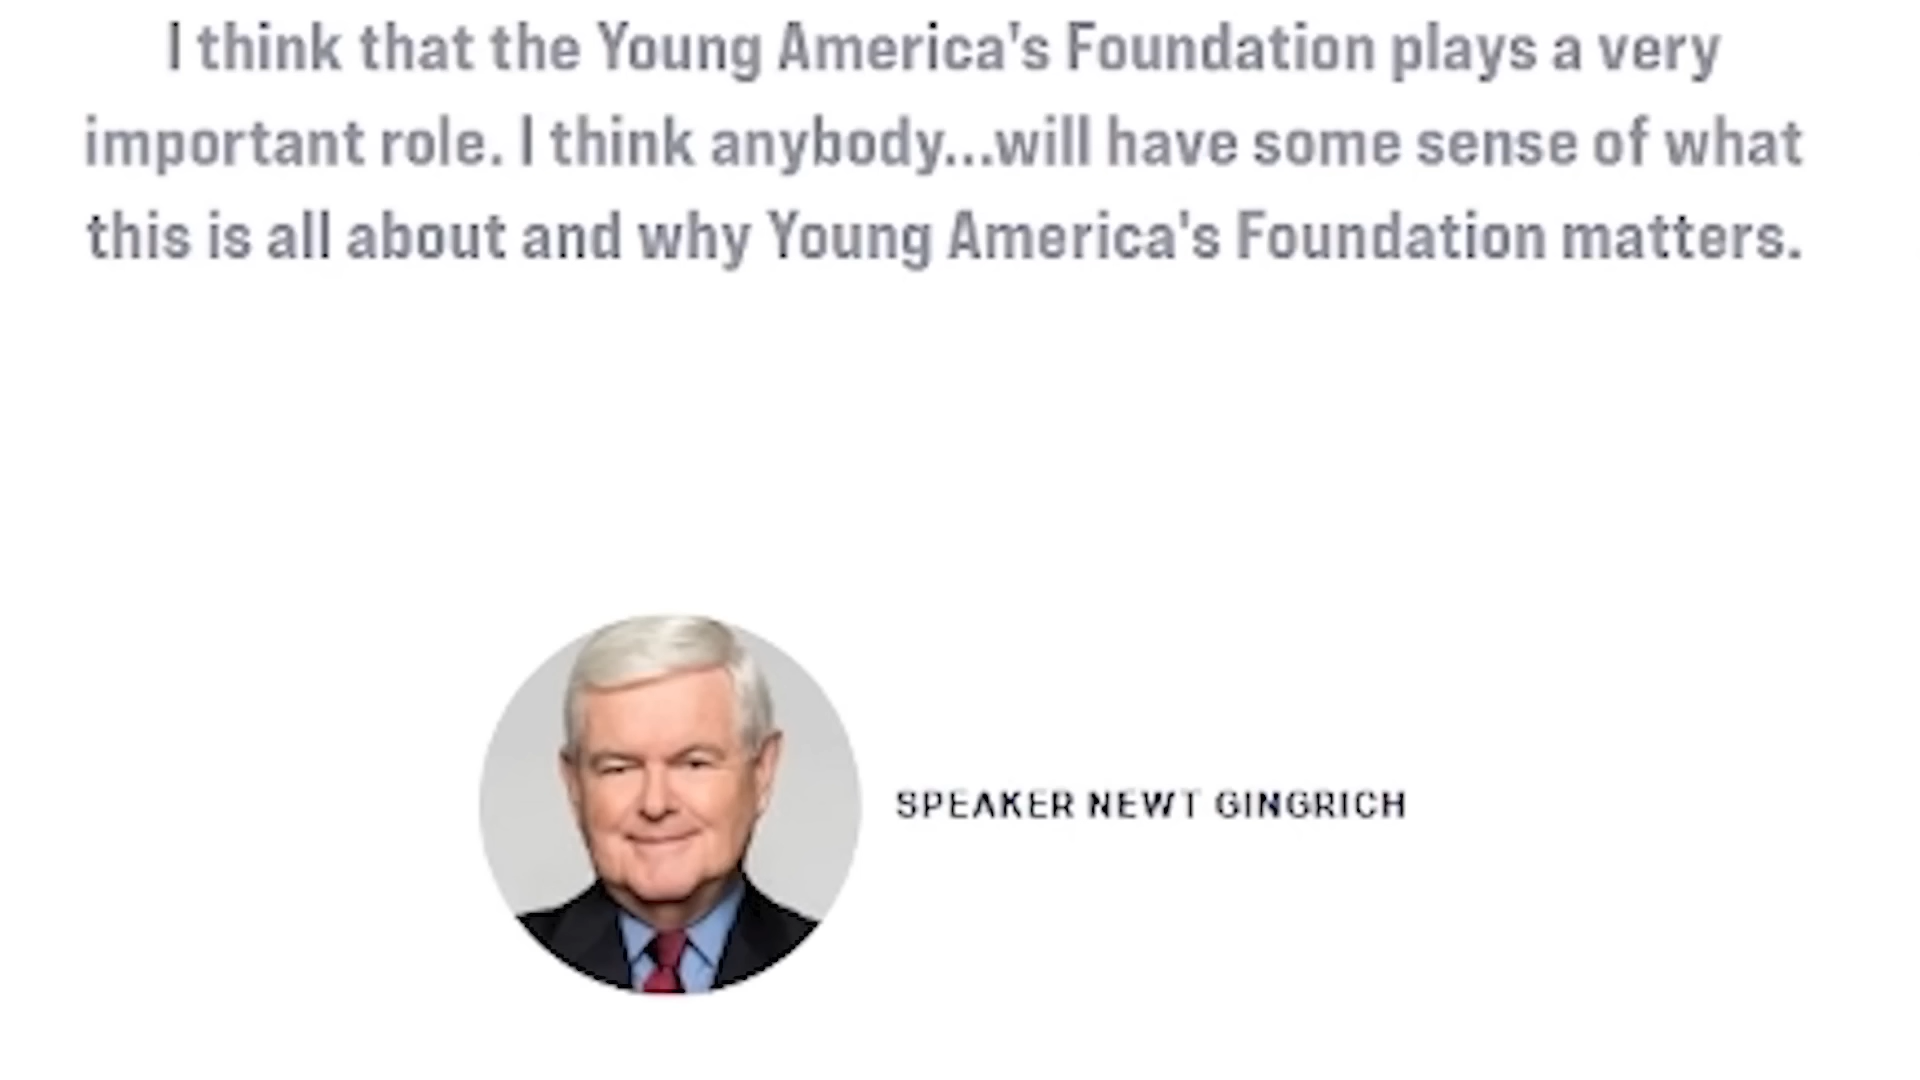 I think that the Young America's Foundation plays a very
important role. I think anybody...will have some sense of what
this is all about and why Young America's Foundation matters.
SPEAKER NEWT GINGRICH